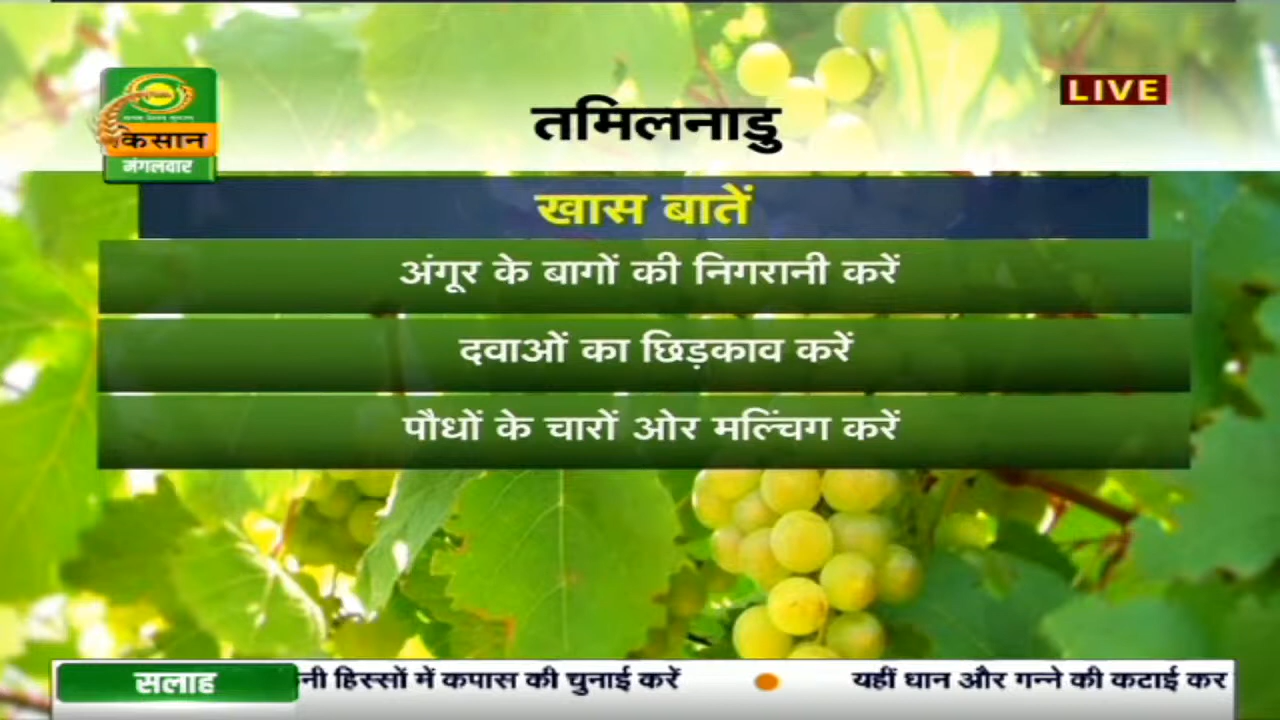 LIVE
तमिलनाडु
किसान
मंगलवार
खास बातें
अंगूर के बागों की निगरानी करें
दवाओं का छिड़काव करें
पौधों के चारों ओर मल्चिंग करें
सलाह
हिस्सों में कपास की चुनाई करें
यहीं धान और गन्ने की कटाई कर